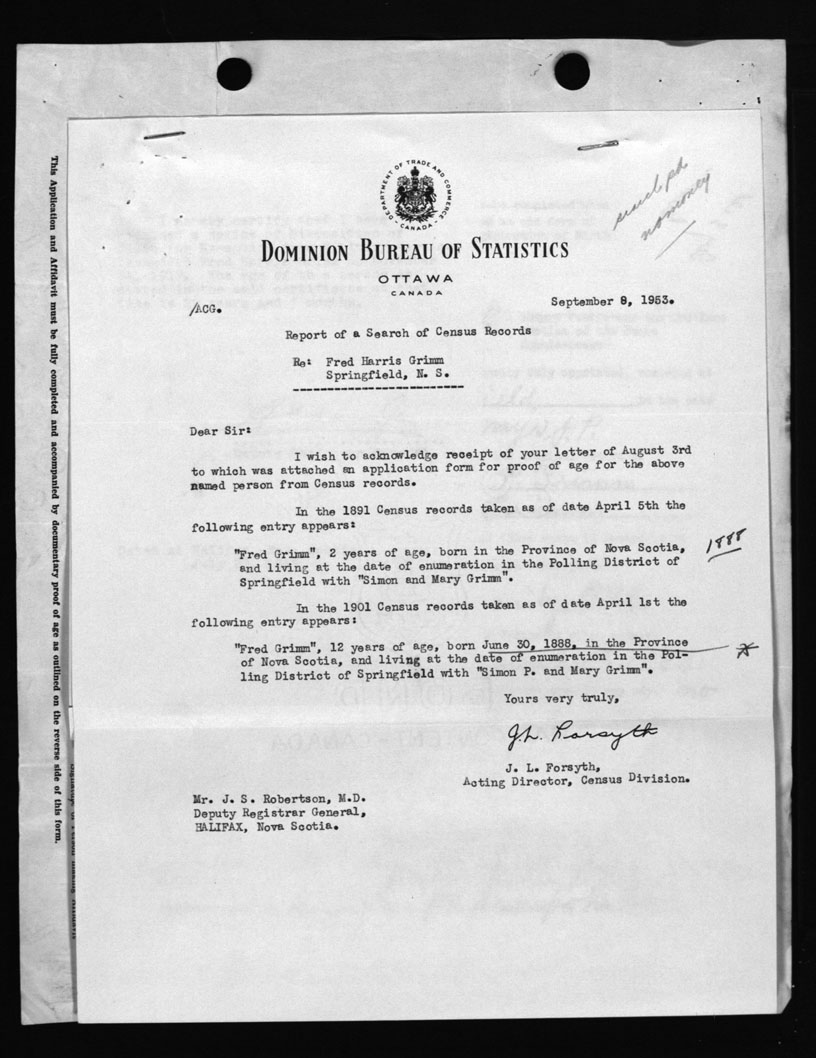 DEPARTMENT OF TRADE AND COMMERCE
CANADA
DOMINION BUREAU OF STATISTICS
OTTAWA
CANADA
September 8, 1953.
/ACG.
Report of a Search of Census Records
Re: Fred Harris Grimm
Springfield, N. S.
Dear Sir:
I wish to acknowledge receipt of your letter of August 3rd
to which was attached an application form for proof of age for the above
named person from Census records.
In the 1891 Census records taken as of date April 5th the
following entry appears:
"Fred Grimm", 2 years of age, born in the Province of Nova Scotia,
and living at the date of enumeration in the Polling District of
Springfield with "Simon and Mary Grimm".
1888
In the 1901 Census records taken as of date April 1st the
following entry appears:
"Fred Grimm", 12 years of age, born June 30, 1888, in the Province
of Nova Scotia, and living at the date of enumeration in the Pol-
ling District of Springfield with "Simon P. and Mary Grimm".
Yours very truly,
J. L. Forsyth
J. L. Forsyth,
Acting Director, Census Division.
Mr. J. S. Robertson, M.D.
Deputy Registrar General,
HALIFAX, Nova Scotia.
This Application and Affidavit must be fully completed and accompanied by documentary proof of age as outlined on the reverse side of this form.